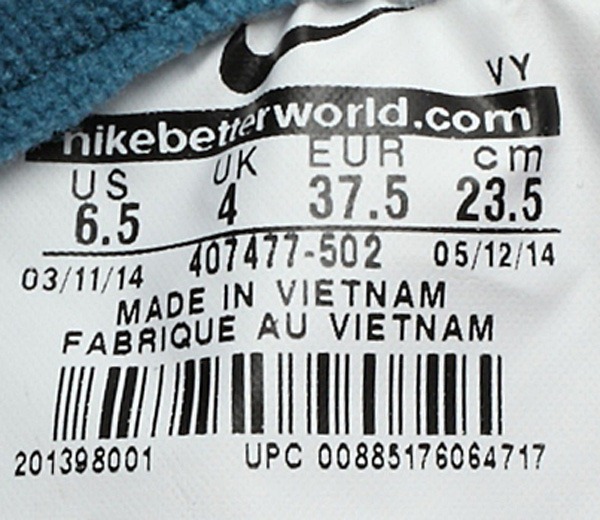 VY
nikebetterworld.com
US UK EUR cm
6.5 4 37.5 23.5
03/11/14 407477-502 05/12/14
MADE IN VIETNAM
FABRIQUE AU VIETNAM
201398001 UPC 00885176064717